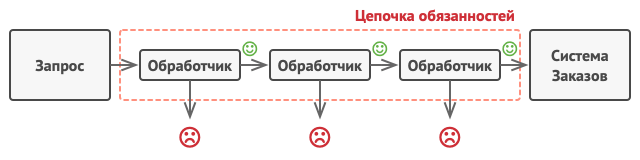 Цепочка обязанностей
Запрос
Обработчик
Обработчик
Обработчик
Система
Заказов